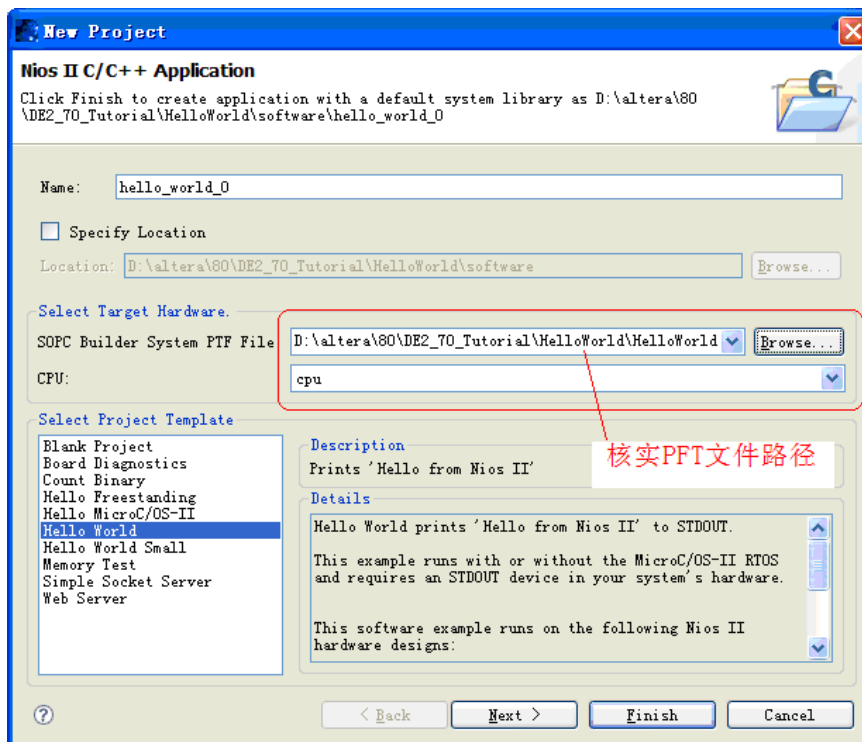 New Project
Nios II C/C++ Application
Click Finish to create application with a default system library as D:\altera\80
\DE2_70_Tutorial\HelloWorld\software\hello_world_0
Name: hello_world_0
Specify Location
Location: D:\altera\80\DE2_70_Tutorial\HelloWorld\software Browse...
Select Target Hardware.
SOPC Builder System PTF File D:\altera\80\DE2_70_Tutorial\HelloWorld\HelloWorld Browse...
CPU: cpu
核实PFT文件路径
Select Project Template
Blank Project
Board Diagnostics
Count Binary
Hello Freestanding
Hello MicroC/OS-II
Hello World
Hello World Small
Memory Test
Simple Socket Server
Web Server
Description
Prints 'Hello from Nios II'
Details
Hello World prints 'Hello from Nios II' to STDOUT.
This example runs with or without the MicroC/OS-II RTOS
and requires an STDOUT device in your system's hardware.
This software example runs on the following Nios II
hardware designs:
? < Back Next > Finish Cancel